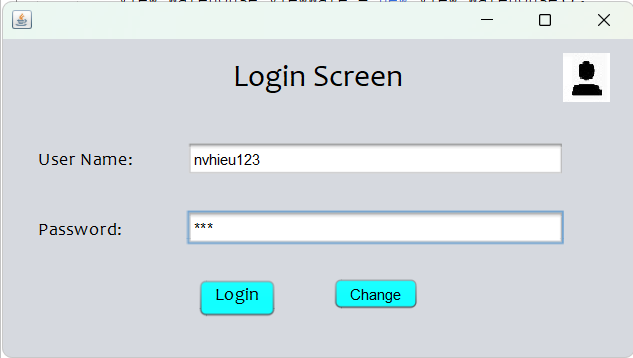 Login Screen
User Name: nvhieu123
Password: ***
Login Change